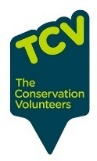 TCV
The
Conservation
Volunteers